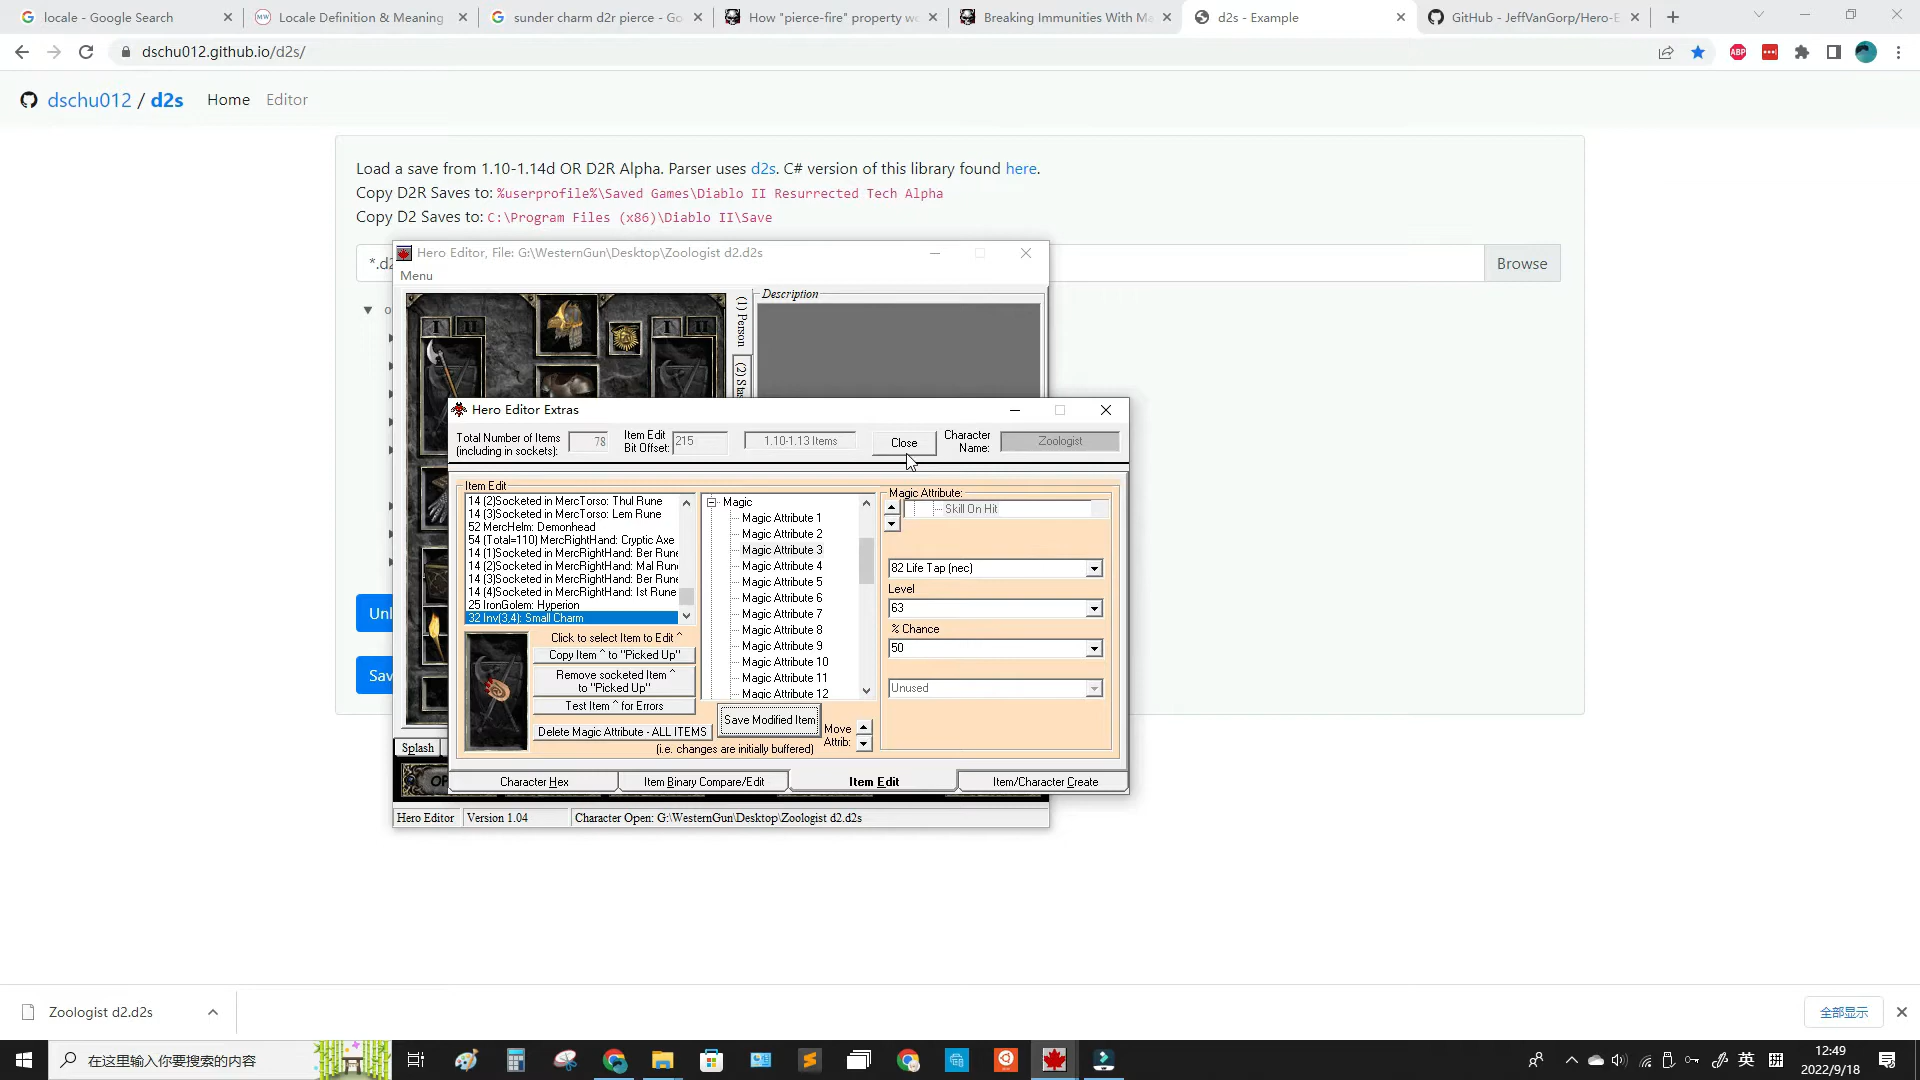 locale - Google Search
Locale Definition & Meaning
sunder charm d2r pierce - Go
How "pierce-fire" property wo
Breaking Immunities With Ma
d2s - Example
GitHub - JeffVanGorp/Hero-E
dschu012.github.io/d2s/
ABP
dschu012 / d2s Home Editor
Load a save from 1.10-1.14d OR D2R Alpha. Parser uses d2s. C# version of this library found here.
Copy D2R Saves to: %userprofile%\Saved Games\Diablo II Resurrected Tech Alpha
Copy D2 Saves to: C:\Program Files (x86)\Diablo II\Save
*.d2
Browse
Hero Editor, File: G:\WesternGun\Desktop\Zoologist d2.d2s
Menu
(1) Person
(2) Sta
Description
I II
I II
Hero Editor Extras
Total Number of Items
(including in sockets):
78
Item Edit
Bit Offset:
215
1.10-1.13 Items
Close
Character
Name:
Zoologist
Item Edit
14 (2)Socketed in MercTorso: Thul Rune
14 (3)Socketed in MercTorso: Lem Rune
52 MercHelm: Demonhead
54 (Total=110) MercRightHand: Cryptic Axe
14 (1)Socketed in MercRightHand: Ber Rune
14 (2)Socketed in MercRightHand: Mal Rune
14 (3)Socketed in MercRightHand: Ber Rune
14 (4)Socketed in MercRightHand: Ist Rune
25 IronGolem: Hyperion
32 Inv(3,4): Small Charm
Click to select Item to Edit ^
Copy Item ^ to "Picked Up"
Remove socketed Item ^
to "Picked Up"
Test Item ^ for Errors
Delete Magic Attribute - ALL ITEMS
Magic
Magic Attribute 1
Magic Attribute 2
Magic Attribute 3
Magic Attribute 4
Magic Attribute 5
Magic Attribute 6
Magic Attribute 7
Magic Attribute 8
Magic Attribute 9
Magic Attribute 10
Magic Attribute 11
Magic Attribute 12
Save Modified Item
(i.e. changes are initially buffered)
Move
Attrib:
Magic Attribute:
Skill On Hit
82 Life Tap (nec)
Level
63
% Chance
50
Unused
Character Hex
Item Binary Compare/Edit
Item Edit
Item/Character Create
Unl
Sav
Splash
Hero Editor
Version 1.04
Character Open: G:\WesternGun\Desktop\Zoologist d2.d2s
Zoologist d2.d2s
全部显示
在这里输入你要搜索的内容
英
12:49
2022/9/18